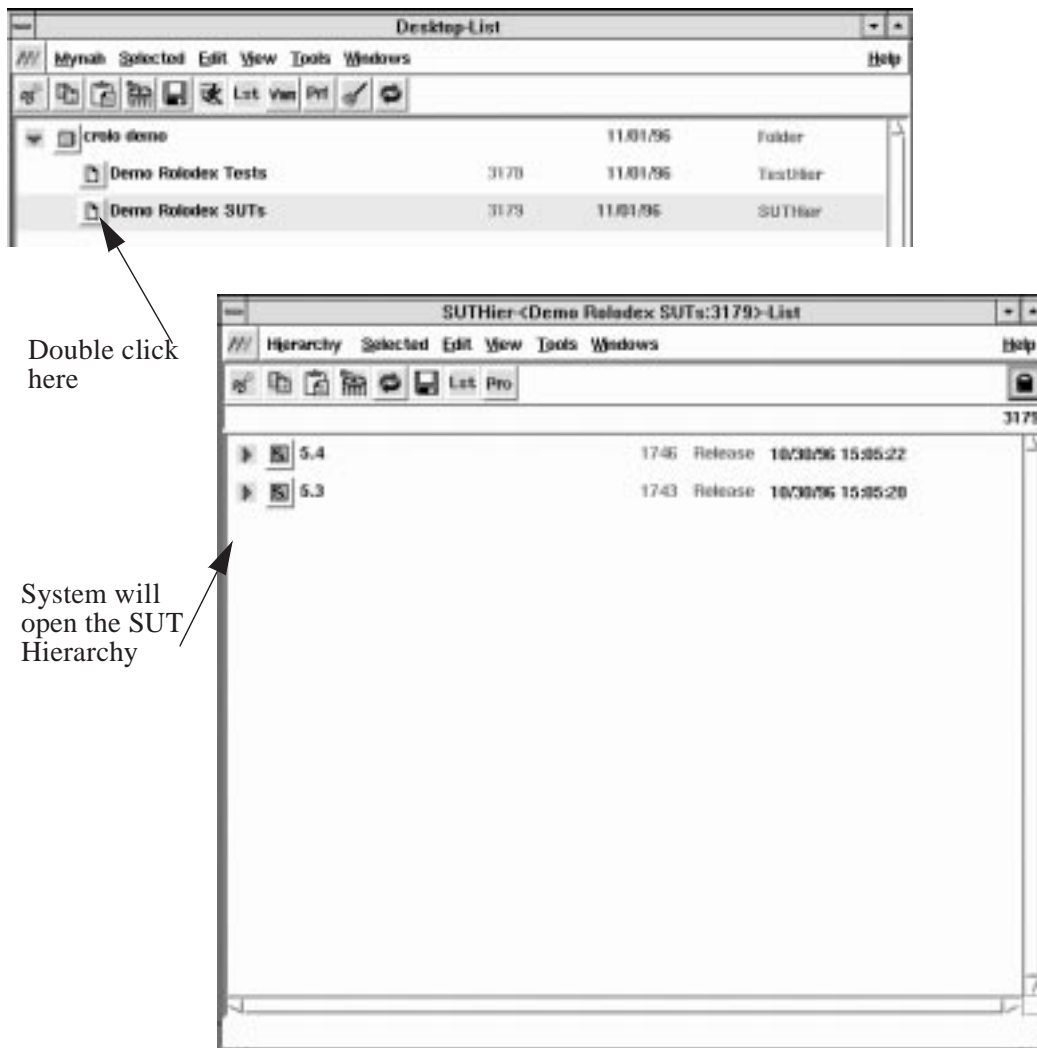 Desktop-List
Mynah Selected Edit View Tools Windows Help
Lst Prf
crolo demo 11/01/96 Folder
Demo Rolodex Tests 3178 11/01/96 TestHier
Demo Rolodex SUTs 3179 11/01/96 SUTHier
Double click
here
SUTHier-<Demo Rolodex SUTs:3179>-List
Hierarchy Selected Edit View Tools Windows Help
Lst Pro
3179
5.4 1746 Release 10/30/96 15:05:22
5.3 1743 Release 10/30/96 15:05:20
System will
open the SUT
Hierarchy